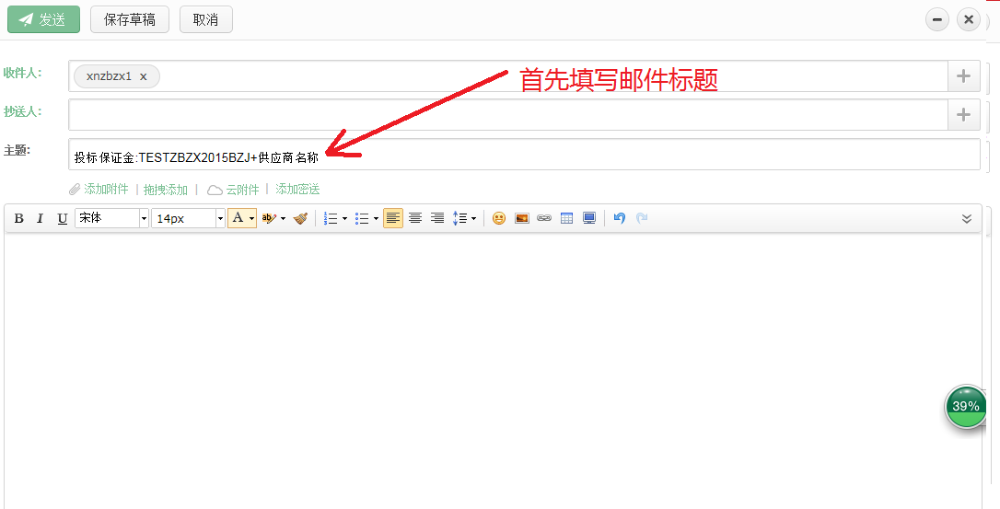 发送 保存草稿 取消
收件人: xnzbzx1 x
首先填写邮件标题
抄送人:
主题: 投标保证金:TESTZBZX2015BZJ+供应商名称
添加附件 | 拖拽添加 | 云附件 | 添加密送
B I U 宋体 14px A ab
39%